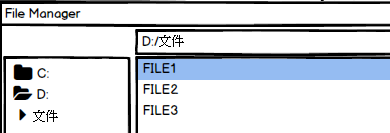 File Manager
D:/文件
C:
D:
文件
FILE1
FILE2
FILE3